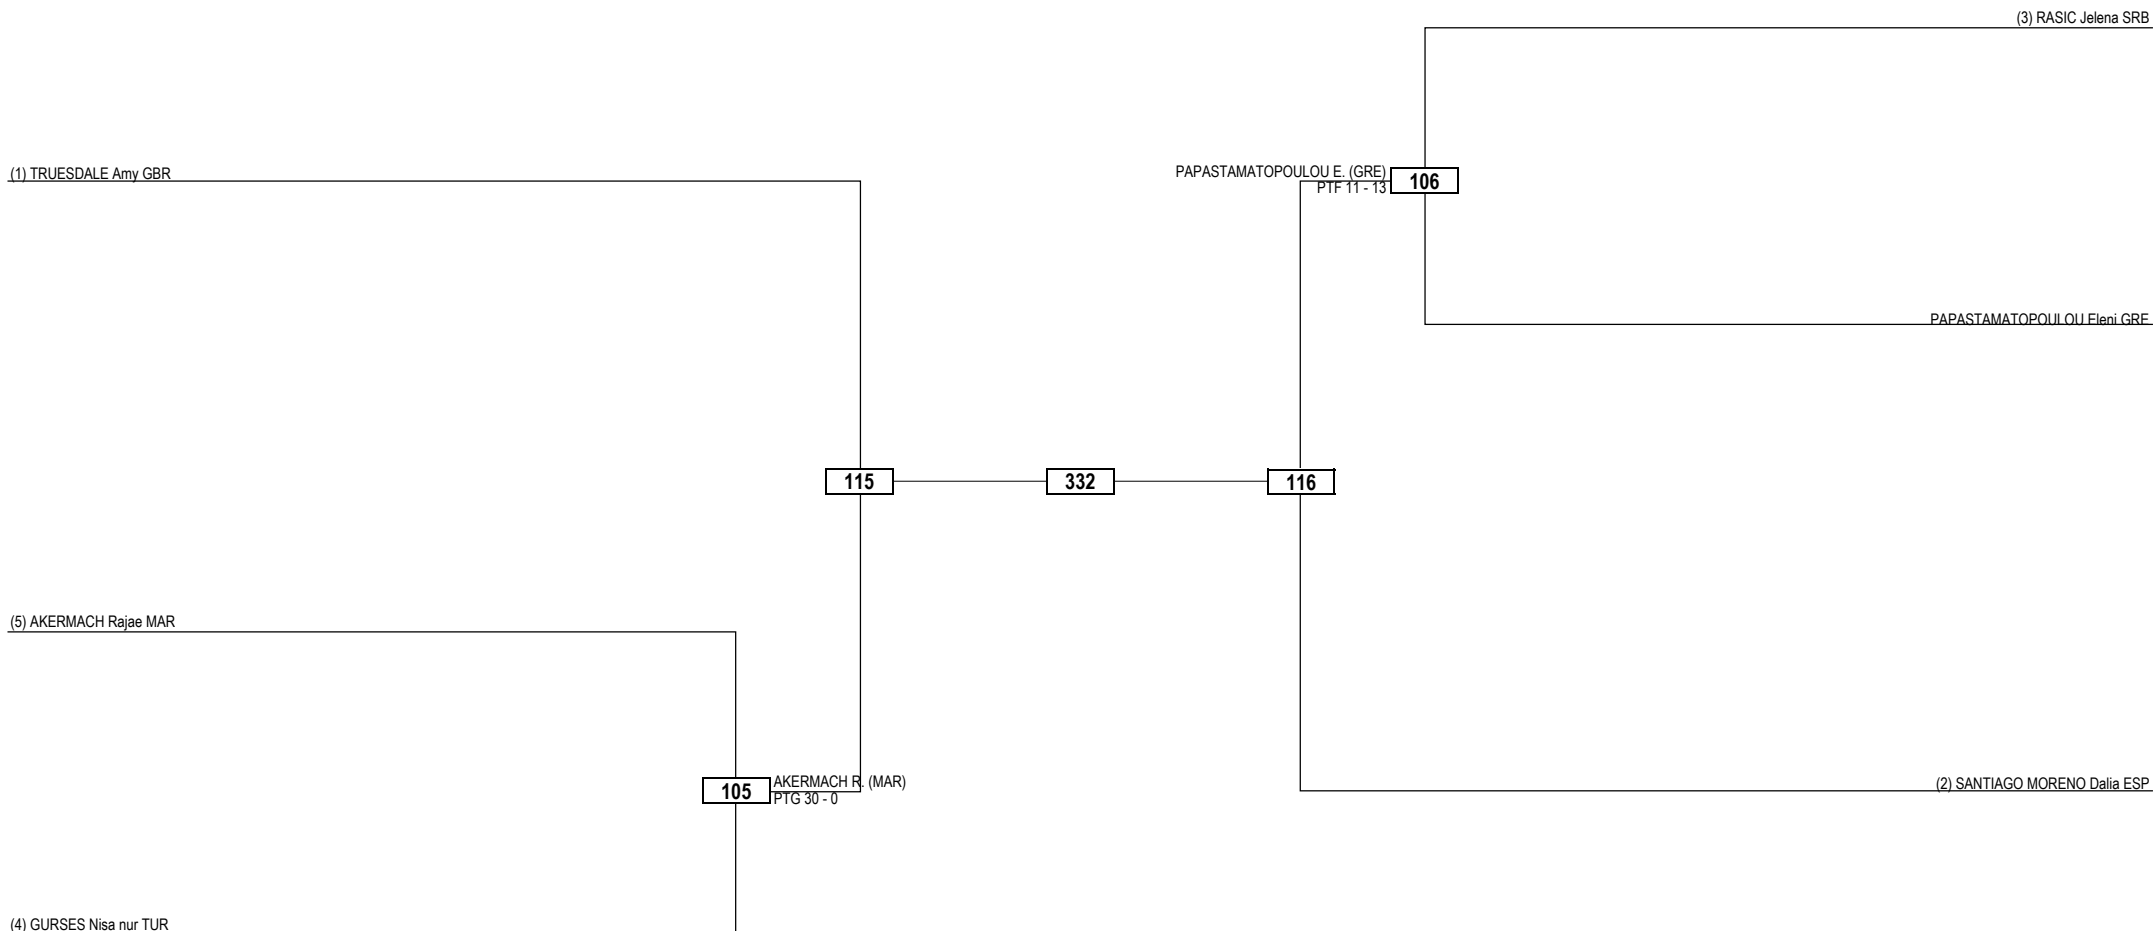 (3) RASIC Jelena SRB
(1) TRUESDALE Amy GBR
PAPASTAMATOPOULOU E. (GRE)
PTF 11 - 13
106
PAPASTAMATOPOULOU Eleni GRE
115
332
116
(5) AKERMACH Rajae MAR
105
AKERMACH R. (MAR)
PTG 30 - 0
(2) SANTIAGO MORENO Dalia ESP
(4) GURSES Nisa nur TUR